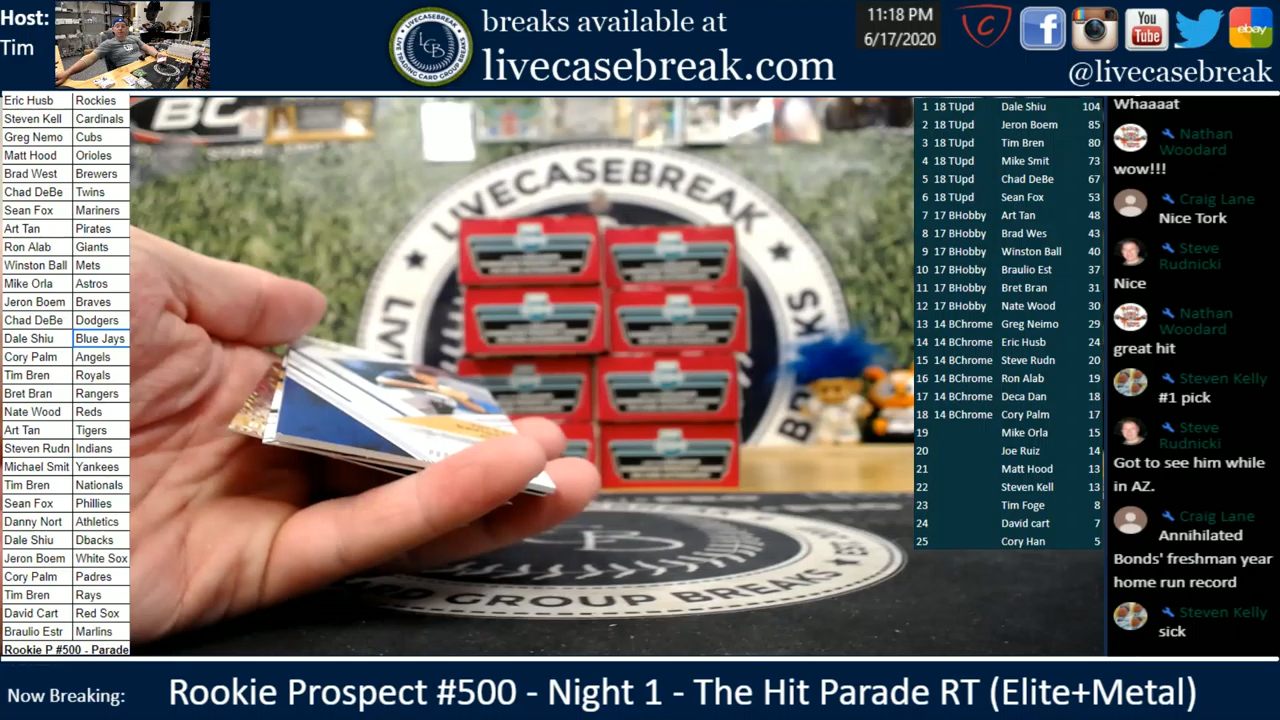 Host:
Tim
LCB
breaks available at
livecasebreak.com
11:18 PM
6/17/2020
You
Tube
ebay
@livecasebreak
Eric Husb Rockies
Steven Kell Cardinals
Greg Nemo Cubs
Matt Hood Orioles
Brad West Brewers
Chad DeBe Twins
Sean Fox Mariners
Art Tan Pirates
Ron Alab Giants
Winston Ball Mets
Mike Orla Astros
Jeron Boem Braves
Chad DeBe Dodgers
Dale Shiu Blue Jays
Cory Palm Angels
Tim Bren Royals
Bret Bran Rangers
Nate Wood Reds
Art Tan Tigers
Steven Rudn Indians
Michael Smit Yankees
Tim Bren Nationals
Sean Fox Phillies
Danny Nort Athletics
Dale Shiu Dbacks
Jeron Boem White Sox
Cory Palm Padres
Tim Bren Rays
David Cart Red Sox
Braulio Estr Marlins
Rookie P #500 - Parade
LIVECASEBREAK
CARD GROUP BREAKS
1 18 TUpd Dale Shiu 104
2 18 TUpd Jeron Boem 85
3 18 TUpd Tim Bren 80
4 18 TUpd Mike Smit 73
5 18 TUpd Chad DeBe 67
6 18 TUpd Sean Fox 53
7 17 BHobby Art Tan 48
8 17 BHobby Brad Wes 43
9 17 BHobby Winston Ball 40
10 17 BHobby Braulio Est 37
11 17 BHobby Bret Bran 31
12 17 BHobby Nate Wood 30
13 14 BChrome Greg Neimo 29
14 14 BChrome Eric Husb 24
15 14 BChrome Steve Rudn 20
16 14 BChrome Ron Alab 19
17 14 BChrome Deca Dan 18
18 14 BChrome Cory Palm 17
19 Mike Orla 15
20 Joe Ruiz 14
21 Matt Hood 13
22 Steven Kell 13
23 Tim Foge 8
24 David cart 7
25 Cory Han 5
Whaaaat
Nathan
Woodard
wow!!!
Craig Lane
Nice Tork
Steve
Rudnicki
Nice
Nathan
Woodard
great hit
Steven Kelly
#1 pick
Steve
Rudnicki
Got to see him while
in AZ.
Craig Lane
Annihilated
Bonds' freshman year
home run record
Steven Kelly
sick
Now Breaking:
Rookie Prospect #500 - Night 1 - The Hit Parade RT (Elite+Metal)